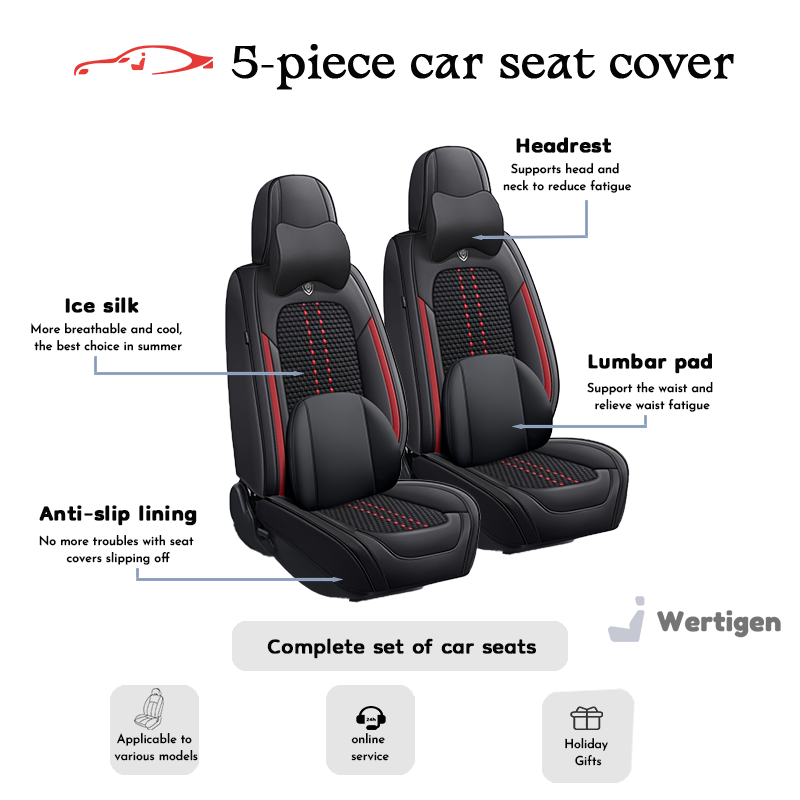 5-piece car seat cover
Headrest
Supports head and
neck to reduce fatigue
Ice silk
More breathable and cool,
the best choice in summer
Lumbar pad
Support the waist and
relieve waist fatigue
Anti-slip lining
No more troubles with seat
covers slipping off
Wertigen
Complete set of car seats
Applicable to
various models
24h
online
service
Holiday
Gifts